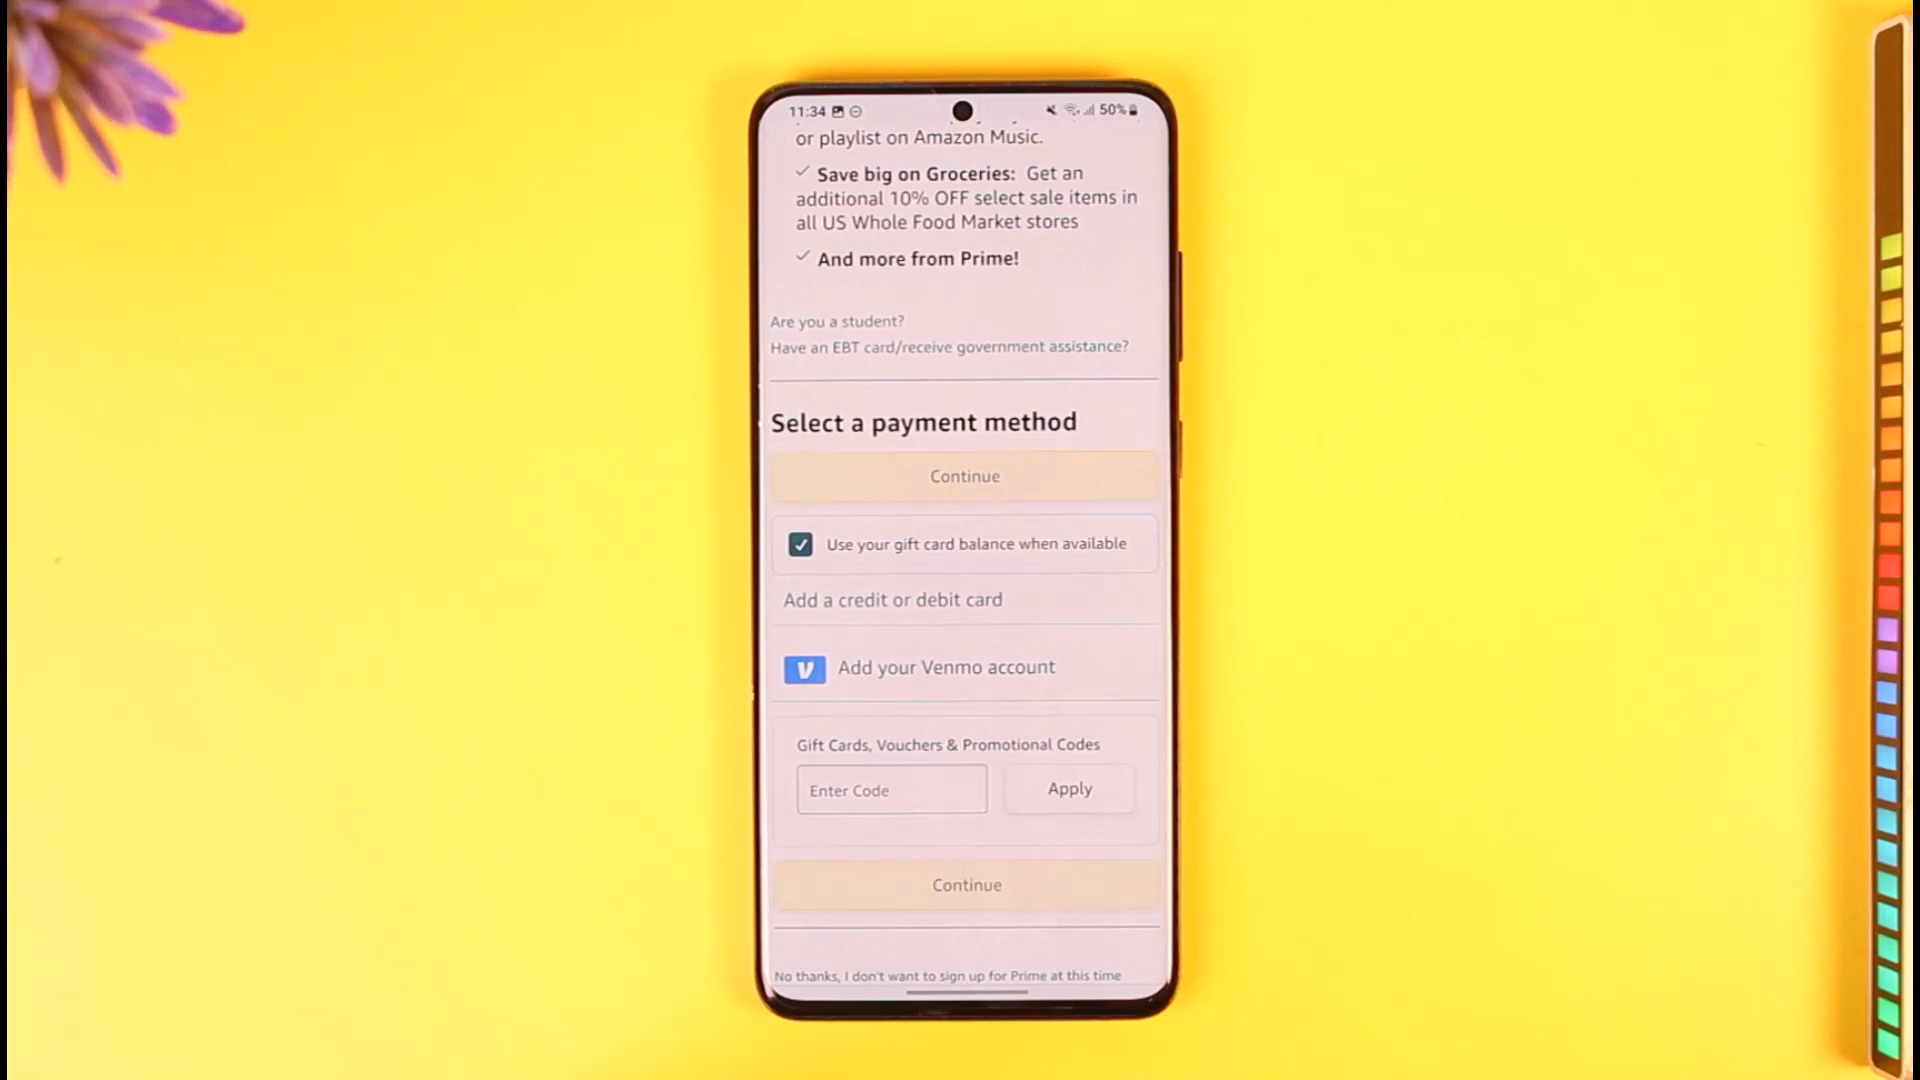 11:34
50%
or playlist on Amazon Music.
Save big on Groceries: Get an
additional 10% OFF select sale items in
all US Whole Food Market stores
And more from Prime!
Are you a student?
Have an EBT card/receive government assistance?
Select a payment method
Continue
Use your gift card balance when available
Add a credit or debit card
V Add your Venmo account
Gift Cards, Vouchers & Promotional Codes
Enter Code
Apply
Continue
No thanks, I don't want to sign up for Prime at this time